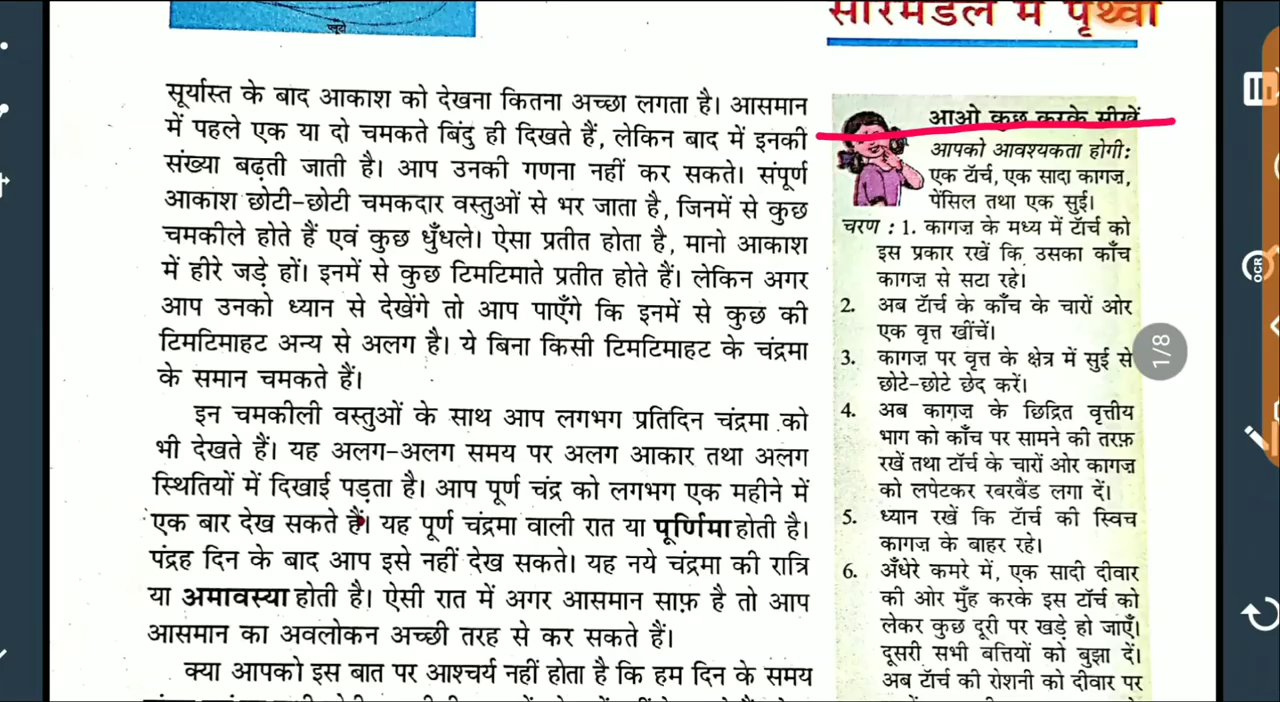 सौरमंडल में पृथ्वी
सूर्यास्त के बाद आकाश को देखना कितना अच्छा लगता है। आसमान
में पहले एक या दो चमकते बिंदु ही दिखते हैं, लेकिन बाद में इनकी
संख्या बढ़ती जाती है। आप उनकी गणना नहीं कर सकते। संपूर्ण
आकाश छोटी-छोटी चमकदार वस्तुओं से भर जाता है, जिनमें से कुछ
चमकीले होते हैं एवं कुछ धुँधले। ऐसा प्रतीत होता है, मानो आकाश
में हीरे जड़े हों। इनमें से कुछ टिमटिमाते प्रतीत होते हैं। लेकिन अगर
आप उनको ध्यान से देखेंगे तो आप पाएँगे कि इनमें से कुछ की
टिमटिमाहट अन्य से अलग है। ये बिना किसी टिमटिमाहट के चंद्रमा
के समान चमकते हैं।
इन चमकीली वस्तुओं के साथ आप लगभग प्रतिदिन चंद्रमा को
भी देखते हैं। यह अलग-अलग समय पर अलग आकार तथा अलग
स्थितियों में दिखाई पड़ता है। आप पूर्ण चंद्र को लगभग एक महीने में
एक बार देख सकते हैं। यह पूर्ण चंद्रमा वाली रात या पूर्णिमा होती है।
पंद्रह दिन के बाद आप इसे नहीं देख सकते। यह नये चंद्रमा की रात्रि
या अमावस्या होती है। ऐसी रात में अगर आसमान साफ़ है तो आप
आसमान का अवलोकन अच्छी तरह से कर सकते हैं।
क्या आपको इस बात पर आश्चर्य नहीं होता है कि हम दिन के समय
आओ कुछ करके सीखें
आपको आवश्यकता होगी:
एक टॉर्च, एक सादा कागज़,
पेंसिल तथा एक सुई।
चरण : 1. कागज़ के मध्य में टॉर्च को
इस प्रकार रखें कि उसका काँच
कागज़ से सटा रहे।
2. अब टॉर्च के काँच के चारों ओर
एक वृत्त खींचें।
3. कागज़ पर वृत्त के क्षेत्र में सुई से
छोटे-छोटे छेद करें।
4. अब कागज़ के छिद्रित वृत्तीय
भाग को काँच पर सामने की तरफ़
रखें तथा टॉर्च के चारों ओर कागज़
को लपेटकर रबरबैंड लगा दें।
5. ध्यान रखें कि टॉर्च की स्विच
कागज़ के बाहर रहे।
6. अँधेरे कमरे में, एक सादी दीवार
की ओर मुँह करके इस टॉर्च को
लेकर कुछ दूरी पर खड़े हो जाएँ।
दूसरी सभी बत्तियों को बुझा दें।
अब टॉर्च की रोशनी को दीवार पर
1/8
OCR